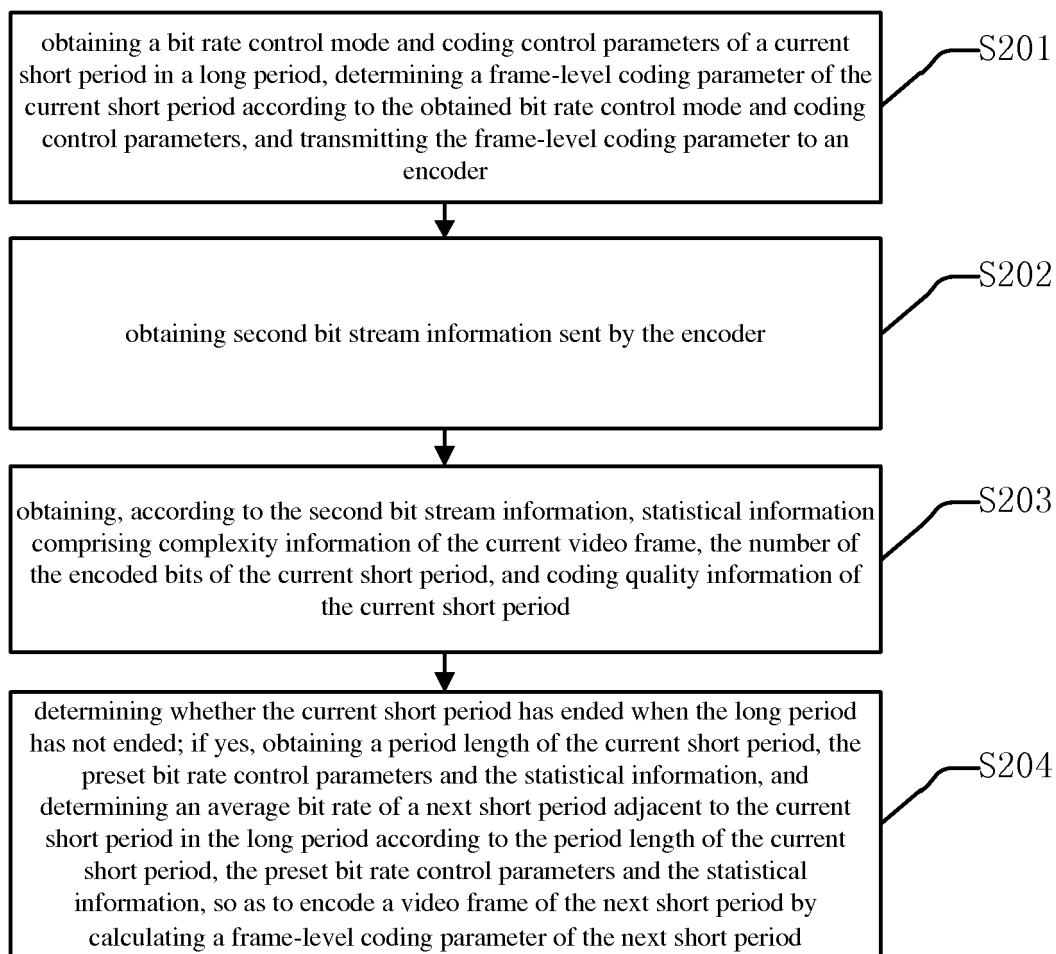 obtaining a bit rate control mode and coding control parameters of a current
short period in a long period, determining a frame-level coding parameter of the
current short period according to the obtained bit rate control mode and coding
control parameters, and transmitting the frame-level coding parameter to an
encoder
S201
obtaining second bit stream information sent by the encoder
S202
obtaining, according to the second bit stream information, statistical information
comprising complexity information of the current video frame, the number of
the encoded bits of the current short period, and coding quality information of
the current short period
S203
determining whether the current short period has ended when the long period
has not ended; if yes, obtaining a period length of the current short period, the
preset bit rate control parameters and the statistical information, and
determining an average bit rate of a next short period adjacent to the current
short period in the long period according to the period length of the current
short period, the preset bit rate control parameters and the statistical
information, so as to encode a video frame of the next short period by
calculating a frame-level coding parameter of the next short period
S204